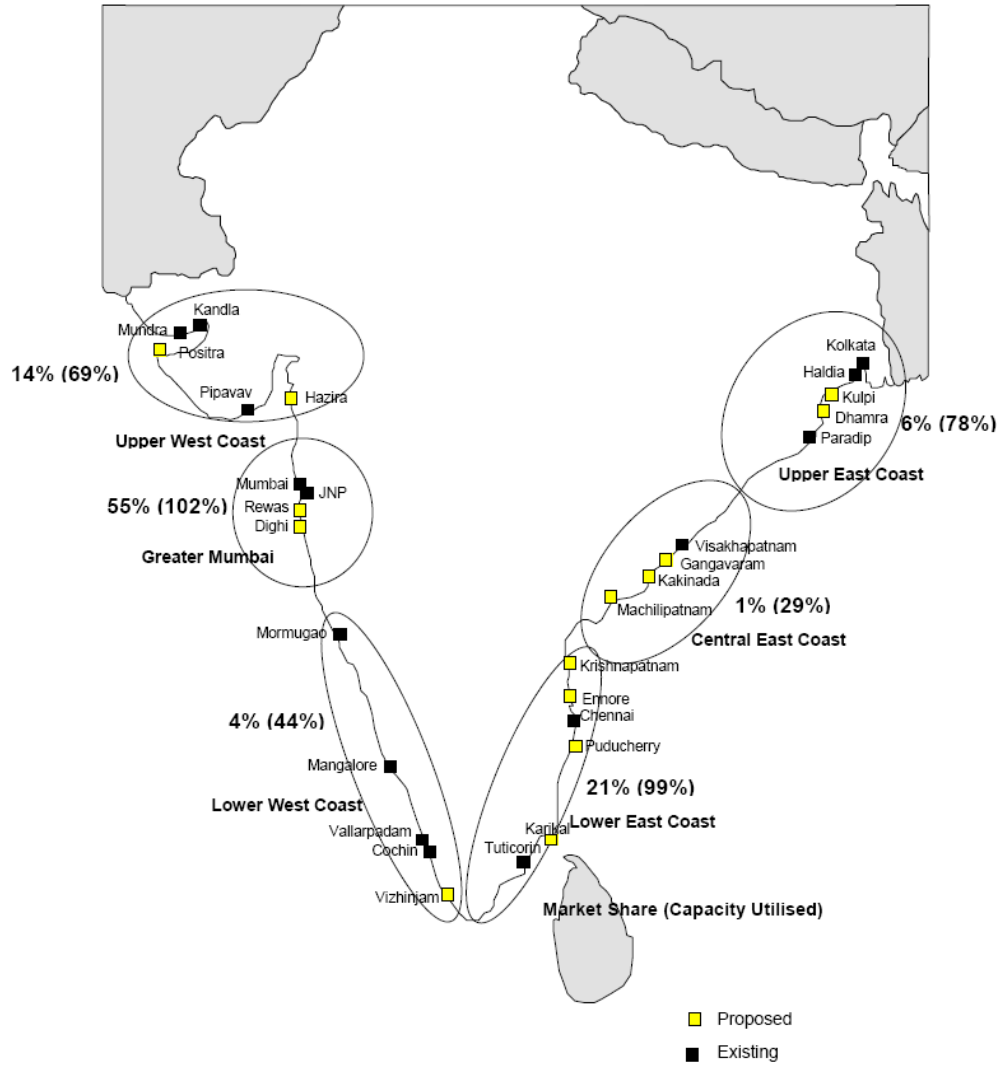 Kandla
Mundra
Positra
14% (69%)
Pipavav
Hazira
Upper West Coast
Mumbai
JNP
55% (102%)
Rewas
Dighi
Greater Mumbai
Mormugao
4% (44%)
Mangalore
Lower West Coast
Vallarpadam
Cochin
Vizhinjam
Kolkata
Haldia
Kulpi
Dhamra
6% (78%)
Paradip
Upper East Coast
Visakhapatnam
Gangavaram
Kakinada
Machilipatnam
1% (29%)
Central East Coast
Krishnapatnam
Ennore
Chennai
Puducherry
21% (99%)
Lower East Coast
Karikal
Tuticorin
Market Share (Capacity Utilised)
Proposed
Existing